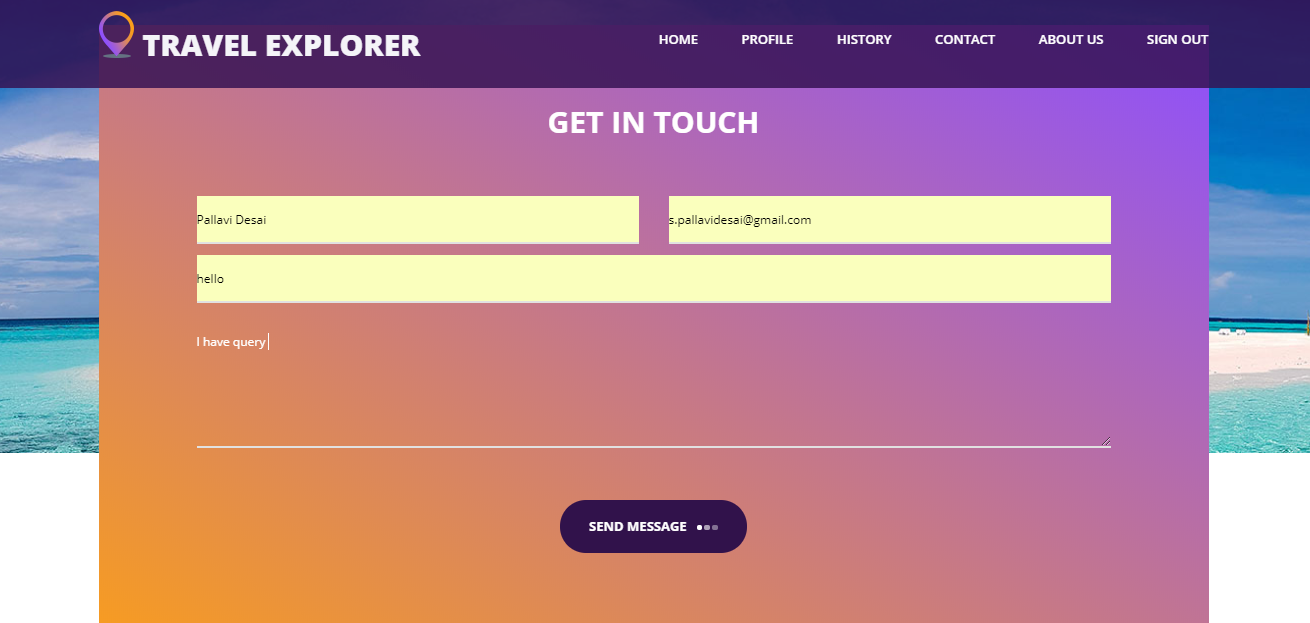 TRAVEL EXPLORER
HOME PROFILE HISTORY CONTACT ABOUT US SIGN OUT
GET IN TOUCH
Pallavi Desai s.pallavidesai@gmail.com
hello
I have query
SEND MESSAGE